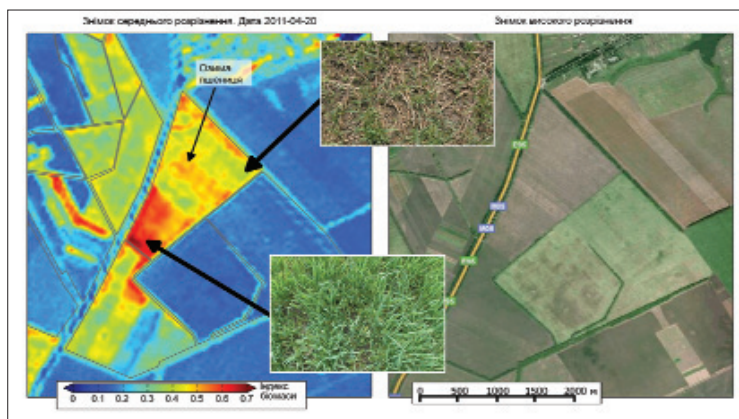 Знімок середнього розрізнення. Дата 2011-04-20
Знімок високого розрізнення
Озима
пшениця
0 0.1 0.2 0.3 0.4 0.5 0.6 0.7
Індекс
біомаси
0 500 1000 1500 2000 м